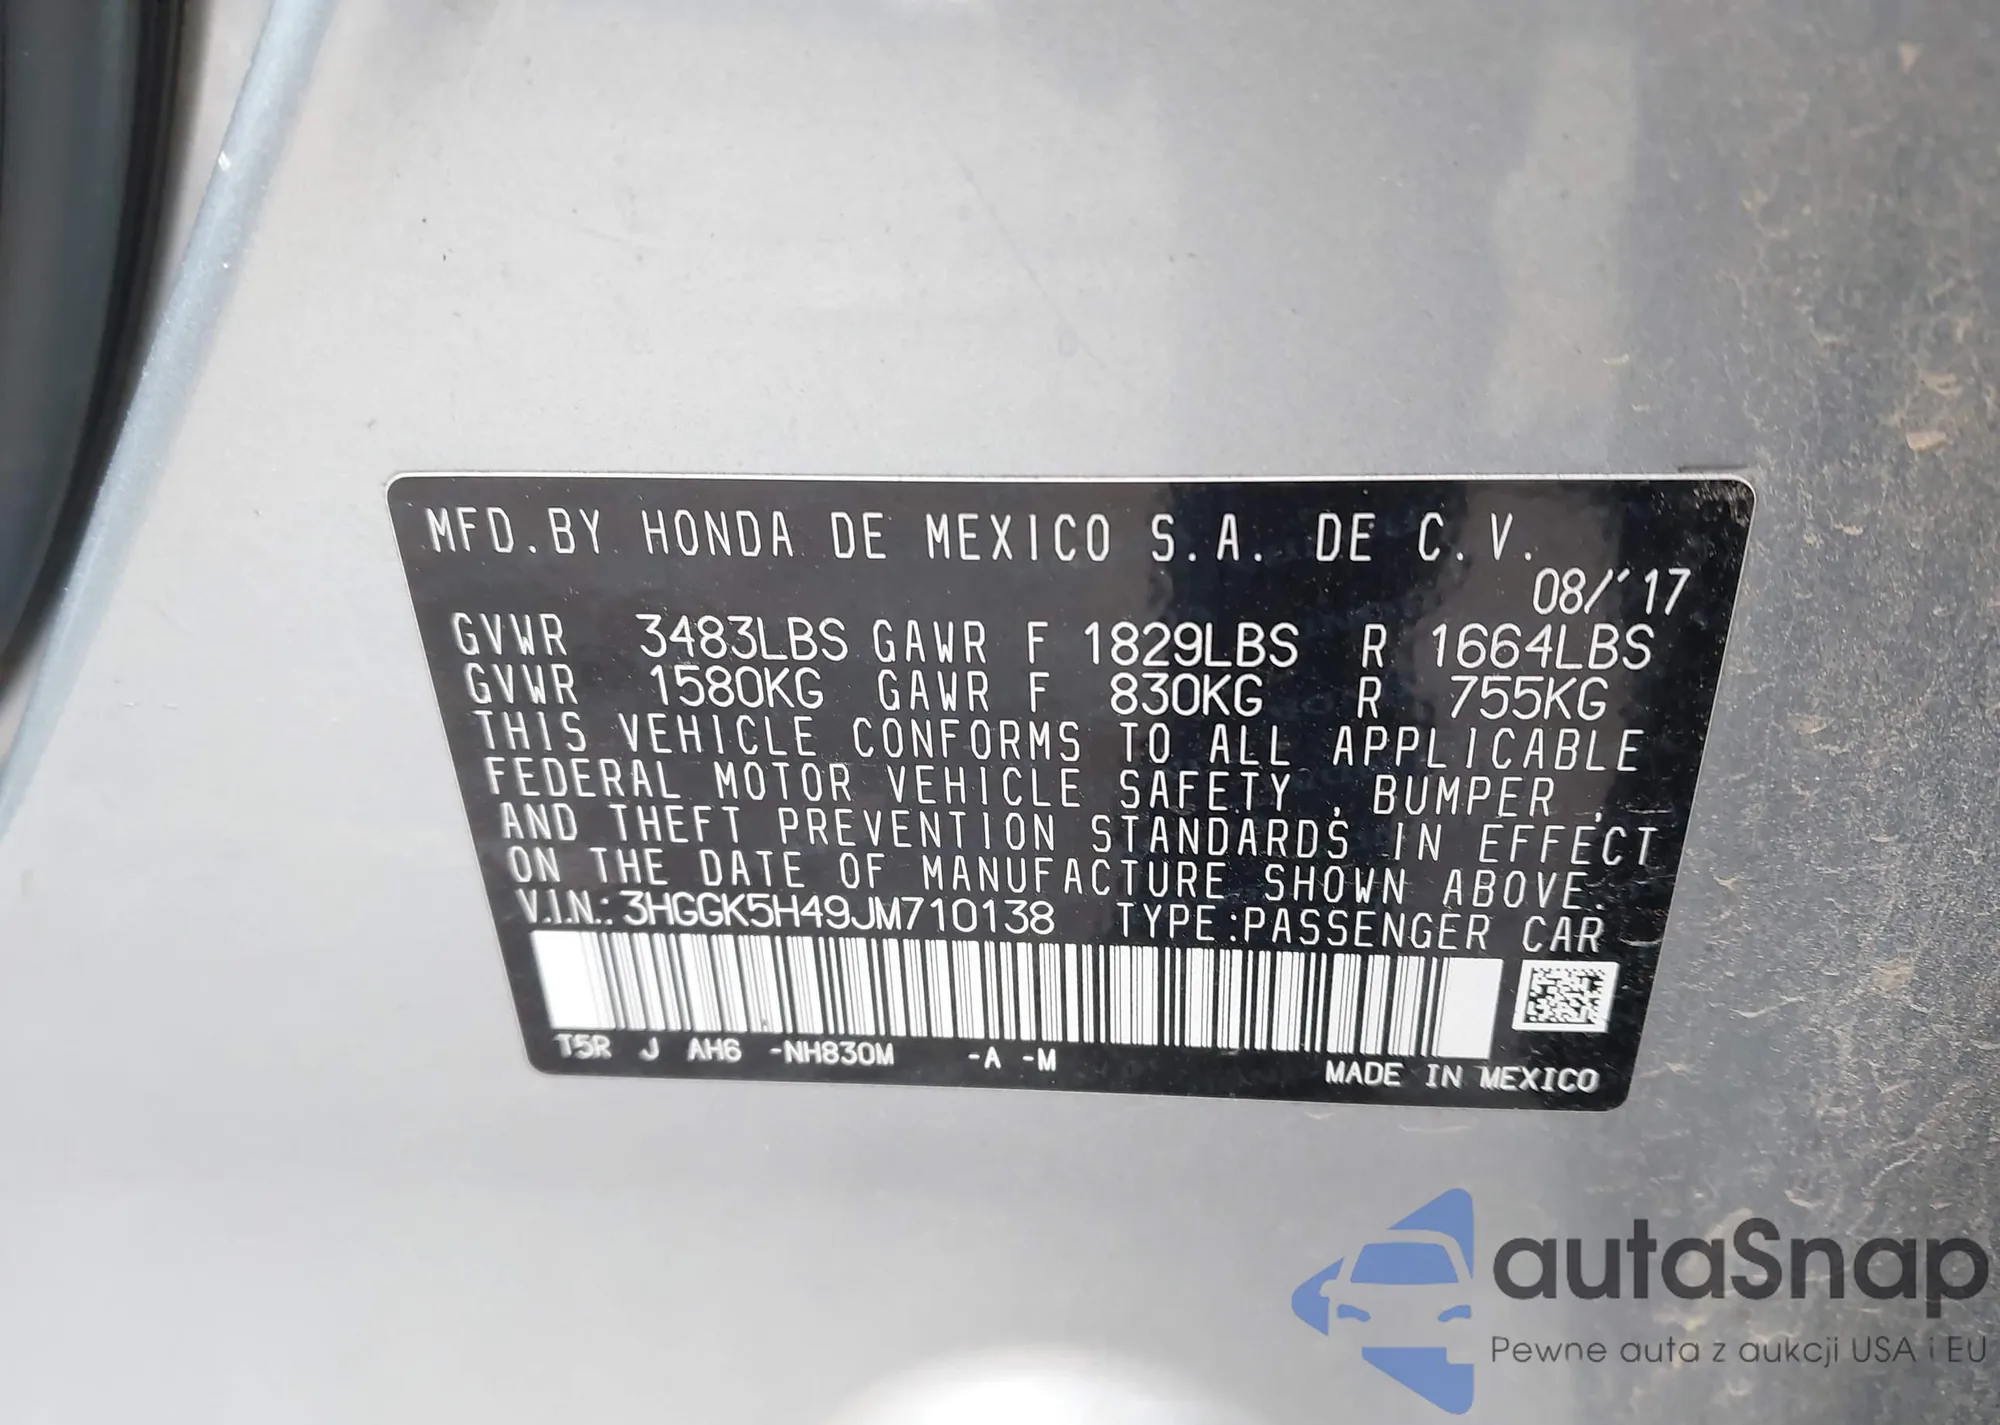 MFD.BY HONDA DE MEXICO S.A. DE C.V.
08/'17
GVWR 3483LBS GAWR F 1829LBS R 1664LBS
GVWR 1580KG GAWR F 830KG R 755KG
THIS VEHICLE CONFORMS TO ALL APPLICABLE
FEDERAL MOTOR VEHICLE SAFETY , BUMPER ,
AND THEFT PREVENTION STANDARDS IN EFFECT
ON THE DATE OF MANUFACTURE SHOWN ABOVE.
V.I.N.: 3HGGK5H49JM710138 TYPE:PASSENGER CAR
T5R J AH6 -NH830M -A -M
MADE IN MEXICO
autaSnap
Pewne auta z aukcji USA i EU